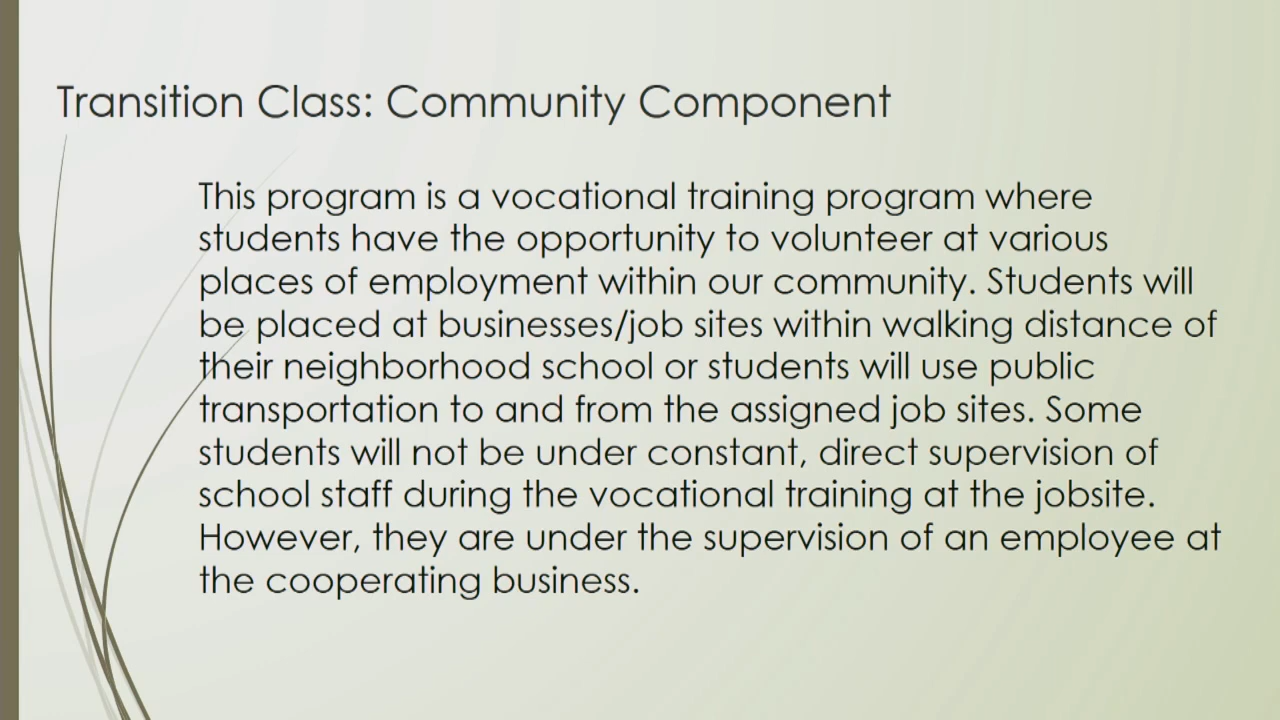 Transition Class: Community Component
This program is a vocational training program where
students have the opportunity to volunteer at various
places of employment within our community. Students will
be placed at businesses/job sites within walking distance of
their neighborhood school or students will use public
transportation to and from the assigned job sites. Some
students will not be under constant, direct supervision of
school staff during the vocational training at the jobsite.
However, they are under the supervision of an employee at
the cooperating business.